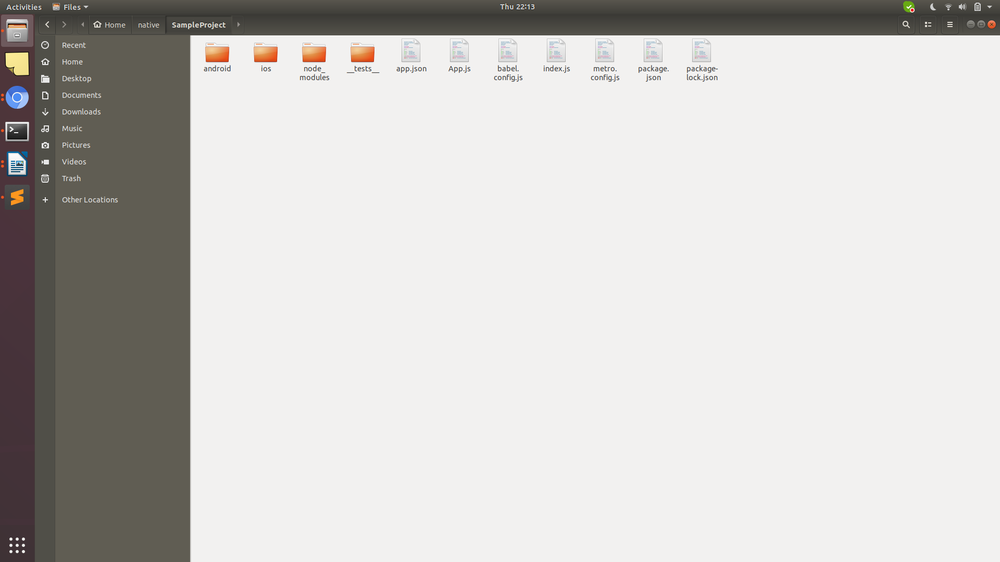 Activities Files Thu 22:13
Home native SampleProject
Recent
Home
Desktop
Documents
Downloads
Music
Pictures
Videos
Trash
Other Locations
android
ios
node_
modules
__tests__
app.json
App.js
babel.
config.js
index.js
metro.
config.js
package.
json
package-
lock.json